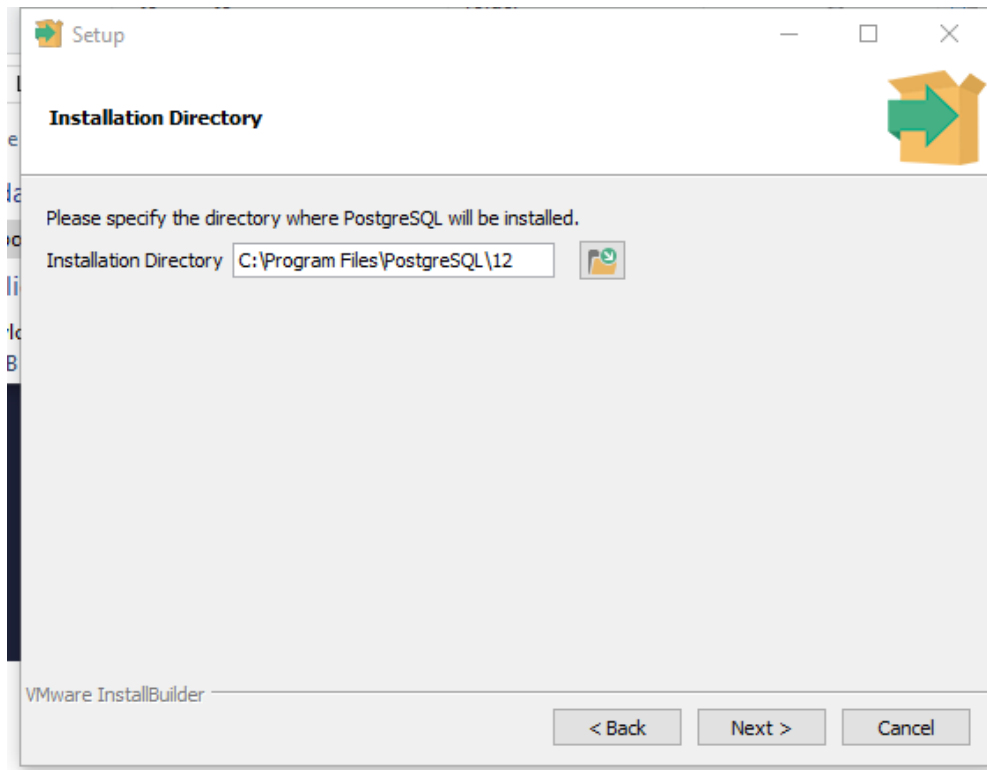 Setup
Installation Directory
Please specify the directory where PostgreSQL will be installed.
Installation Directory C:\Program Files\PostgreSQL\12
VMware InstallBuilder
< Back Next > Cancel